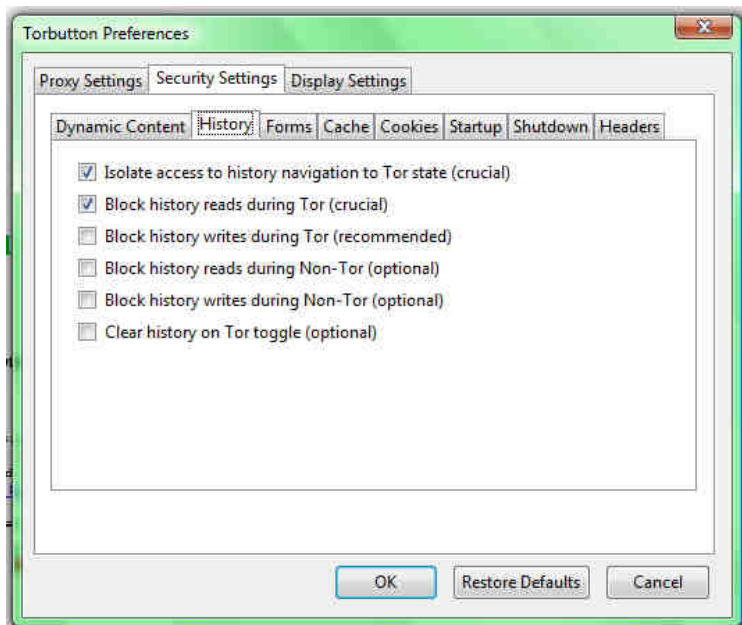 Torbutton Preferences
Proxy Settings Security Settings Display Settings
Dynamic Content History Forms Cache Cookies Startup Shutdown Headers
Isolate access to history navigation to Tor state (crucial)
Block history reads during Tor (crucial)
Block history writes during Tor (recommended)
Block history reads during Non-Tor (optional)
Block history writes during Non-Tor (optional)
Clear history on Tor toggle (optional)
OK Restore Defaults Cancel